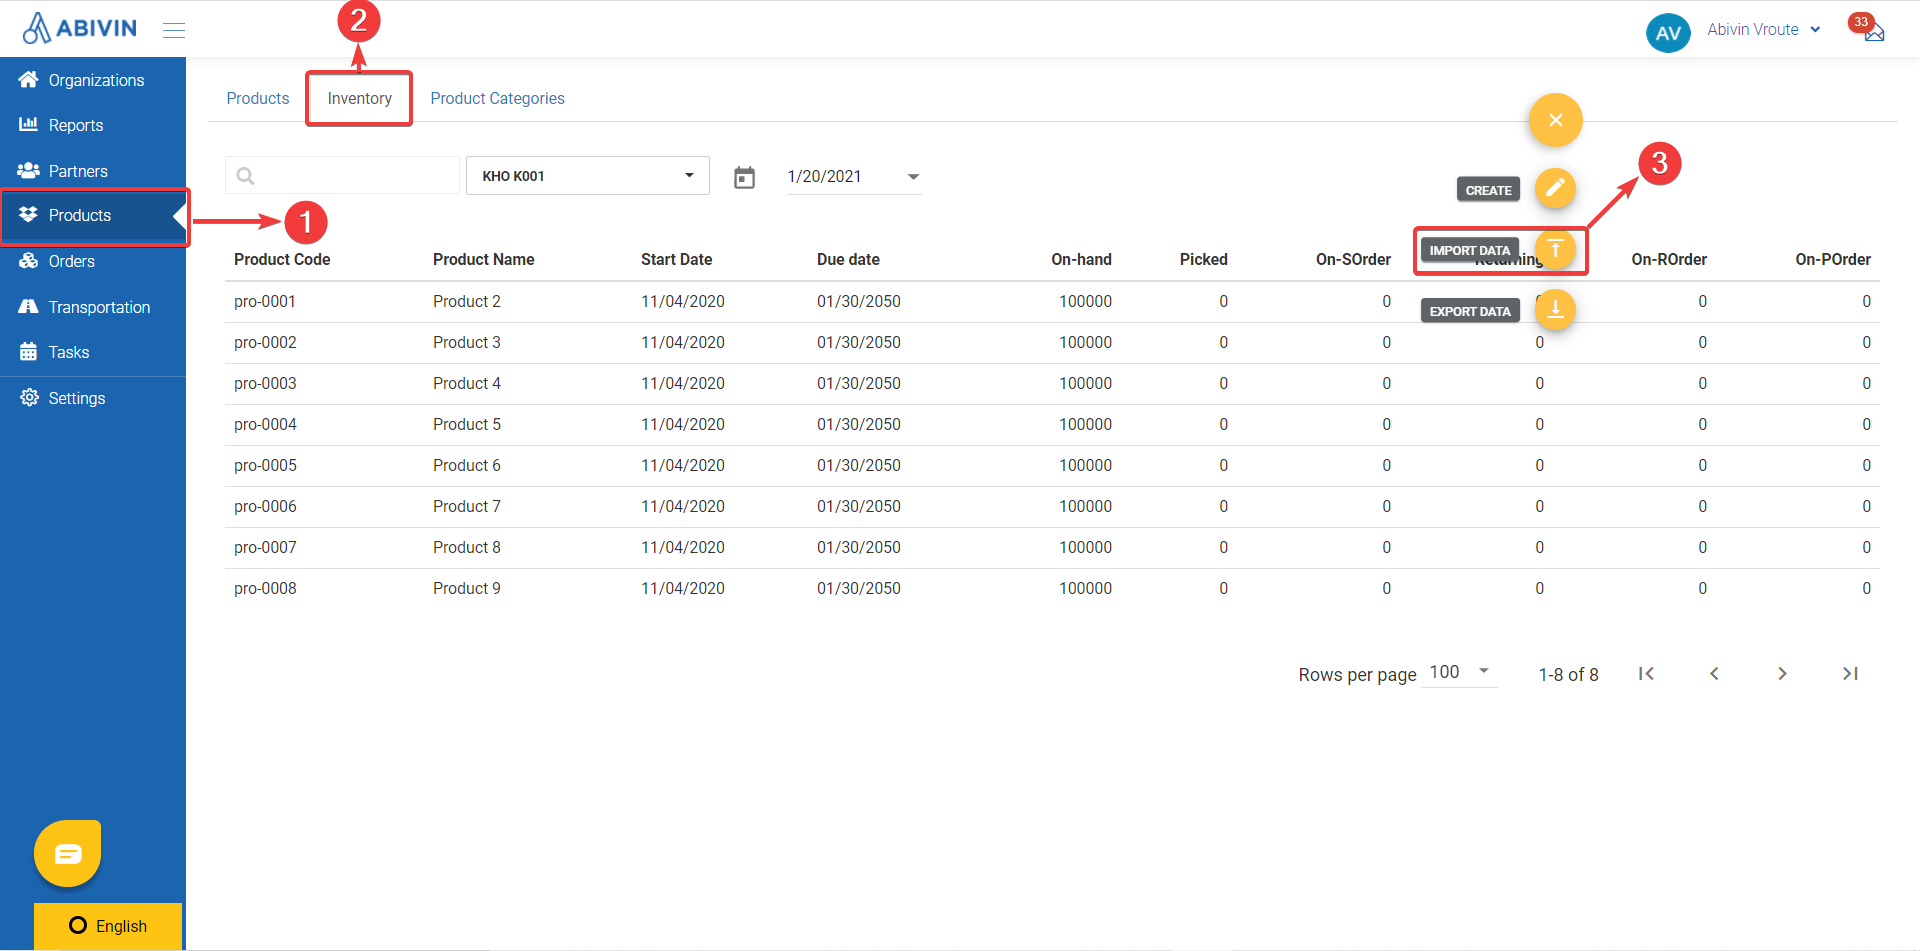 ABIVIN
2
AV
Abivin Vroute
33
Organizations
Reports
Partners
Products
Orders
Transportation
Tasks
Settings
1
Products
Inventory
Product Categories
KHO K001
1/20/2021
CREATE
IMPORT DATA
EXPORT DATA
3
Product Code Product Name Start Date Due date On-hand Picked On-SOrder Returning On-ROrder On-POrder
pro-0001 Product 2 11/04/2020 01/30/2050 100000 0 0 0 0
pro-0002 Product 3 11/04/2020 01/30/2050 100000 0 0 0 0 0
pro-0003 Product 4 11/04/2020 01/30/2050 100000 0 0 0 0 0
pro-0004 Product 5 11/04/2020 01/30/2050 100000 0 0 0 0 0
pro-0005 Product 6 11/04/2020 01/30/2050 100000 0 0 0 0 0
pro-0006 Product 7 11/04/2020 01/30/2050 100000 0 0 0 0 0
pro-0007 Product 8 11/04/2020 01/30/2050 100000 0 0 0 0 0
pro-0008 Product 9 11/04/2020 01/30/2050 100000 0 0 0 0 0
Rows per page 100 1-8 of 8
English